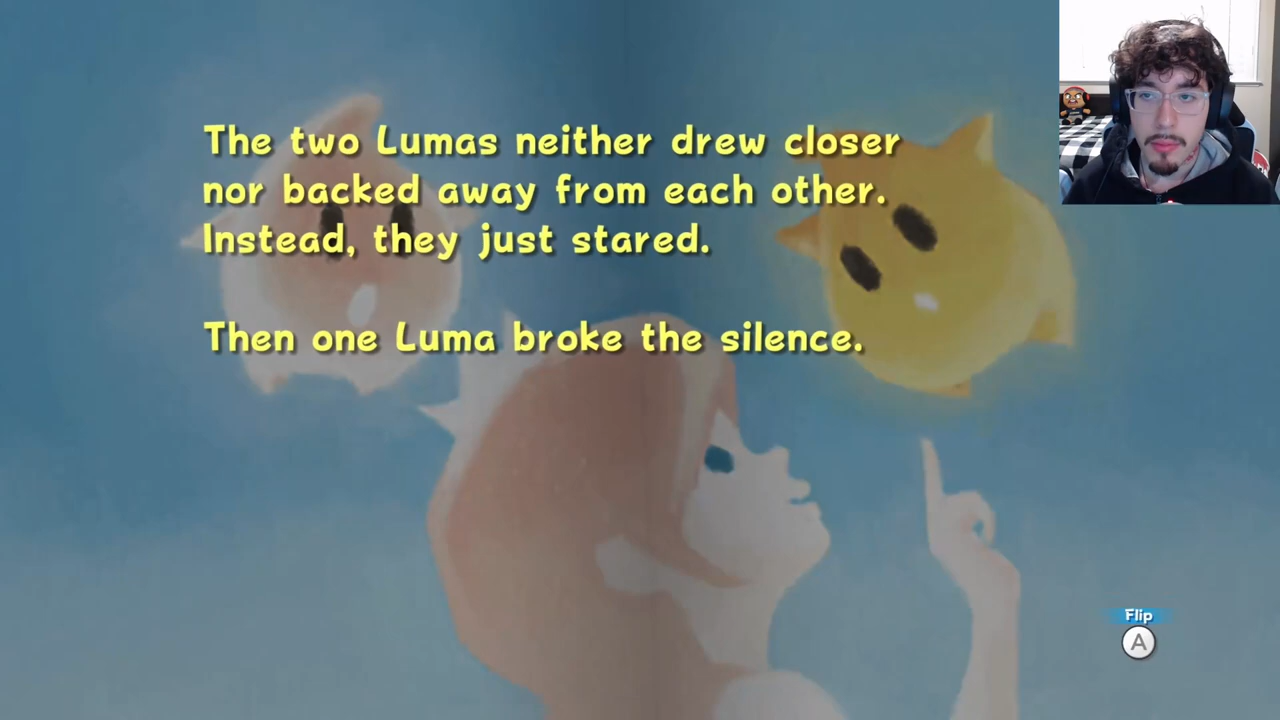 The two Lumas neither drew closer
nor backed away from each other.
Instead, they just stared.
Then one Luma broke the silence.
Flip
A